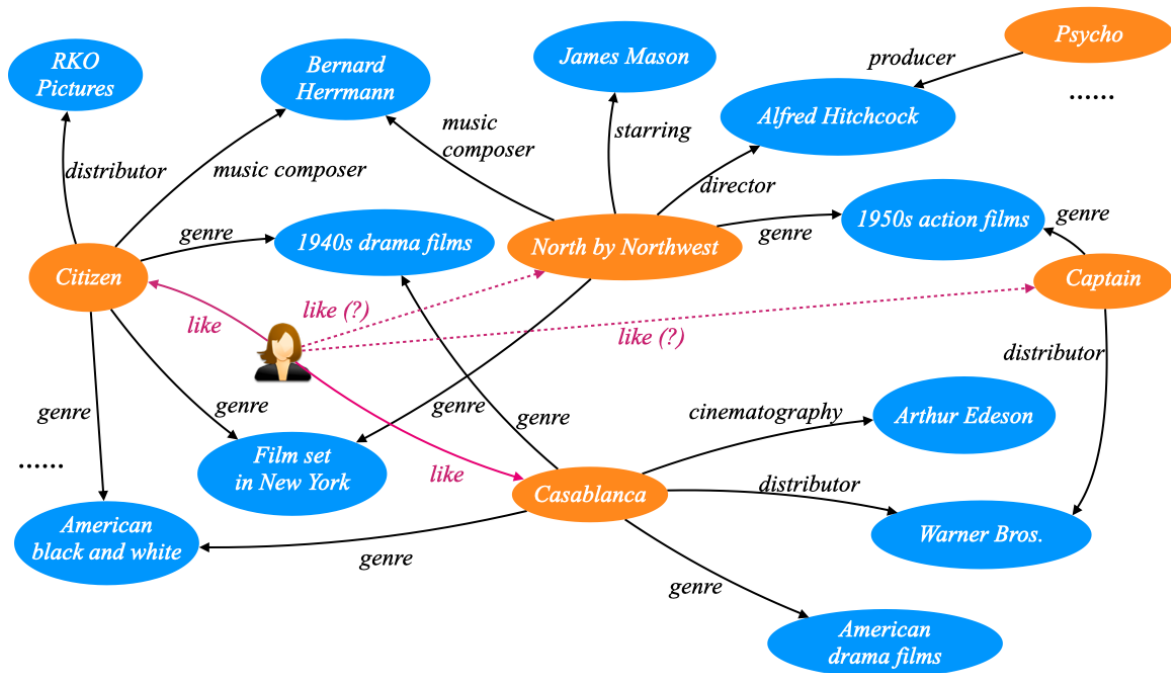 Psycho
RKO
Pictures
Bernard
Herrmann
James Mason
producer
......
Alfred Hitchcock
music
composer
starring
distributor
music composer
director
genre
1940s drama films
North by Northwest
genre
1950s action films
genre
Citizen
Captain
like
like (?)
like (?)
distributor
genre
genre
genre
genre
cinematography
Arthur Edeson
......
Film set
in New York
like
Casablanca
distributor
American
black and white
genre
Warner Bros.
genre
American
drama films